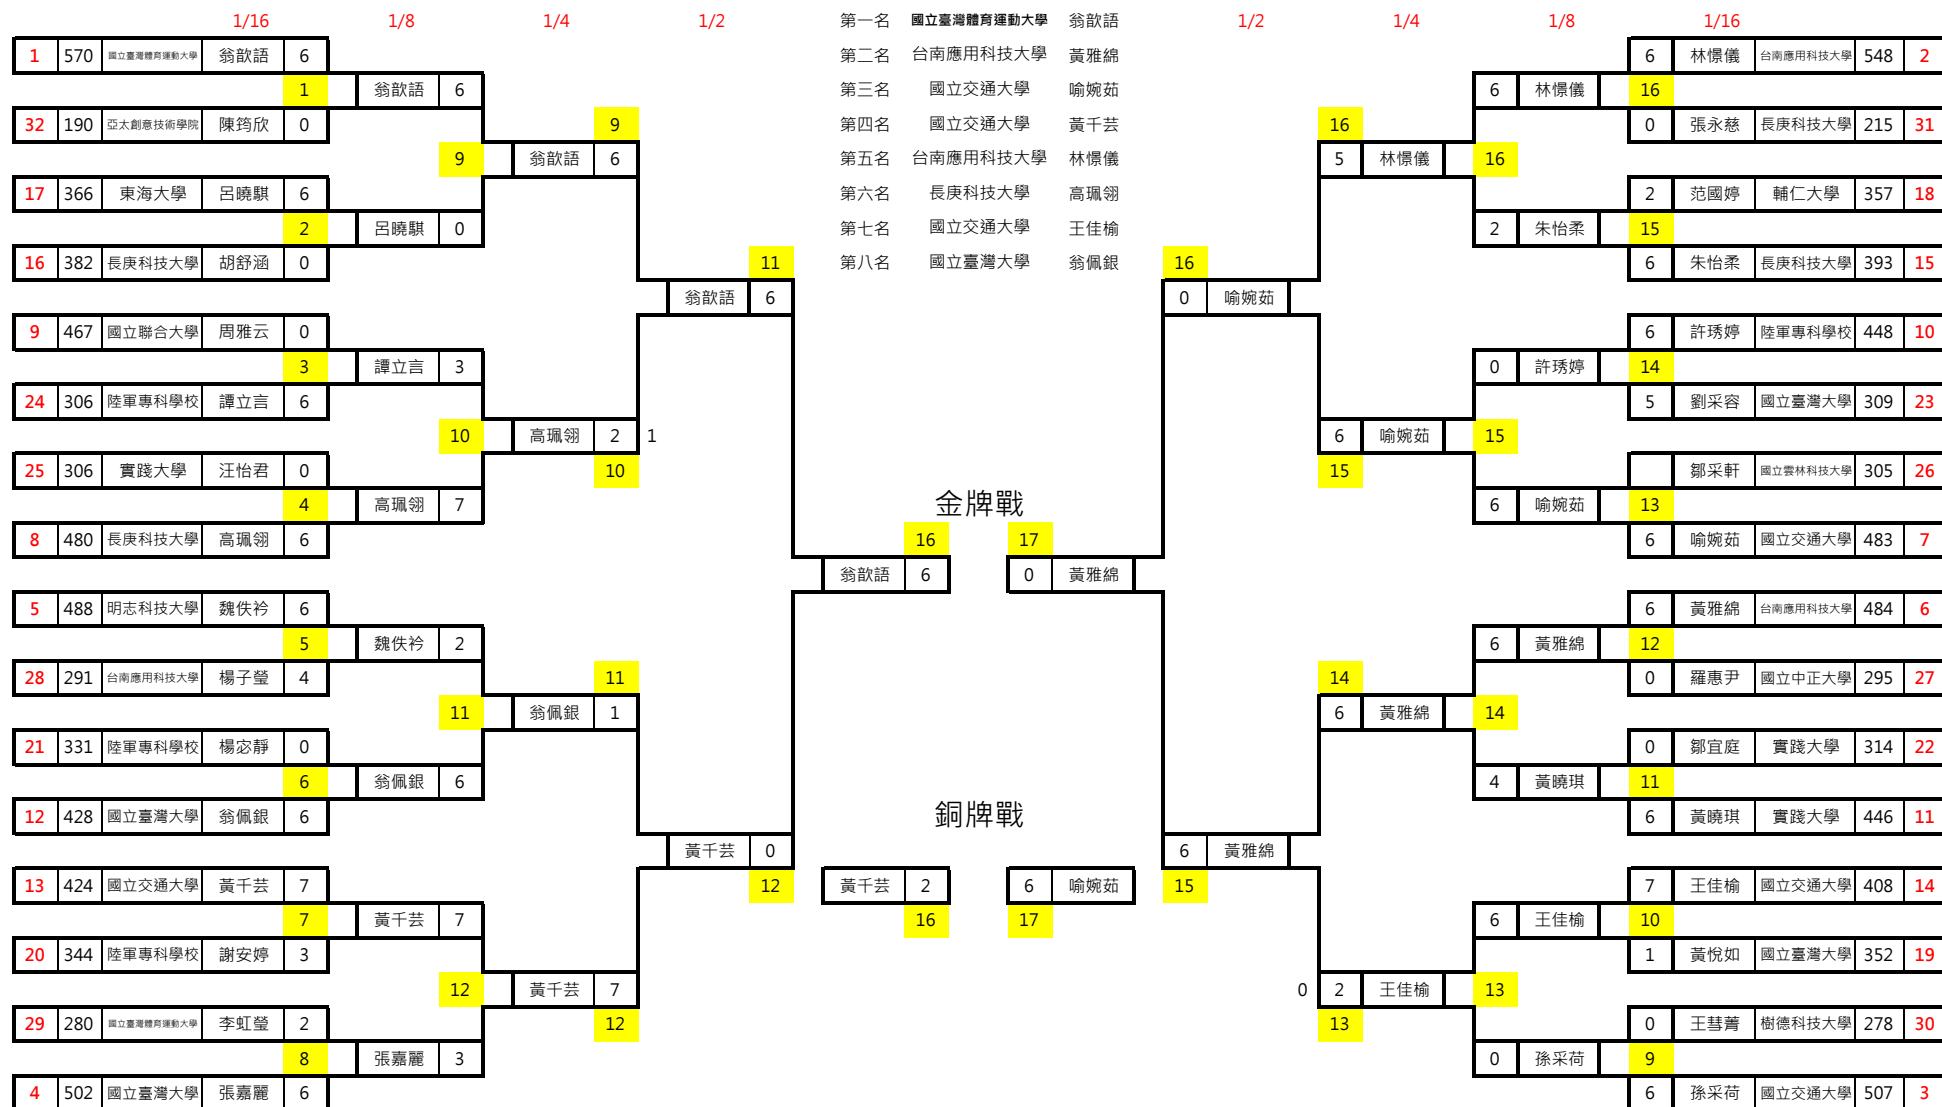 1/16 1/8 1/4 1/2 第一名 國立臺灣體育運動大學 翁歆語 1/2 1/4 1/8 1/16
1 570 國立臺灣體育運動大學 翁歆語 6 第二名 台南應用科技大學 黃雅綿 6 林憬儀 台南應用科技大學 548 2
1 翁歆語 6 第三名 國立交通大學 喻婉茹 6 林憬儀 16
32 190 亞太創意技術學院 陳筠欣 0 9 第四名 國立交通大學 黃千芸 16 0 張永慈 長庚科技大學 215 31
9 翁歆語 6 第五名 台南應用科技大學 林憬儀 5 林憬儀 16
17 366 東海大學 呂曉騏 6 第六名 長庚科技大學 高珮翎 2 范國婷 輔仁大學 357 18
2 呂曉騏 0 第七名 國立交通大學 王佳榆 2 朱怡柔 15
16 382 長庚科技大學 胡舒涵 0 11 第八名 國立臺灣大學 翁佩銀 16 6 朱怡柔 長庚科技大學 393 15
翁歆語 6 0 喻婉茹
9 467 國立聯合大學 周雅云 0 6 許琇婷 陸軍專科學校 448 10
3 譚立言 3 0 許琇婷 14
24 306 陸軍專科學校 譚立言 6 5 劉采容 國立臺灣大學 309 23
10 高珮翎 2 1 6 喻婉茹 15
25 306 實踐大學 汪怡君 0 10 15 鄒采軒 國立雲林科技大學 305 26
4 高珮翎 7 金牌戰 6 喻婉茹 13
8 480 長庚科技大學 高珮翎 6 16 17 6 喻婉茹 國立交通大學 483 7
翁歆語 6 0 黃雅綿
5 488 明志科技大學 魏佚衿 6 6 黃雅綿 台南應用科技大學 484 6
5 魏佚衿 2 6 黃雅綿 12
28 291 台南應用科技大學 楊子瑩 4 11 14 0 羅惠尹 國立中正大學 295 27
11 翁佩銀 1 6 黃雅綿 14
21 331 陸軍專科學校 楊宓靜 0 0 鄒宜庭 實踐大學 314 22
6 翁佩銀 6 4 黃曉琪 11
12 428 國立臺灣大學 翁佩銀 6 銅牌戰 6 黃曉琪 實踐大學 446 11
黃千芸 0 6 黃雅綿
13 424 國立交通大學 黃千芸 7 12 黃千芸 2 6 喻婉茹 15 7 王佳榆 國立交通大學 408 14
7 黃千芸 7 16 17 6 王佳榆 10
20 344 陸軍專科學校 謝安婷 3 1 黃悅如 國立臺灣大學 352 19
12 黃千芸 7 0 2 王佳榆 13
29 280 國立臺灣體育運動大學 李虹瑩 2 12 13 0 王彗菁 樹德科技大學 278 30
8 張嘉麗 3 0 孫采荷 9
4 502 國立臺灣大學 張嘉麗 6 6 孫采荷 國立交通大學 507 3